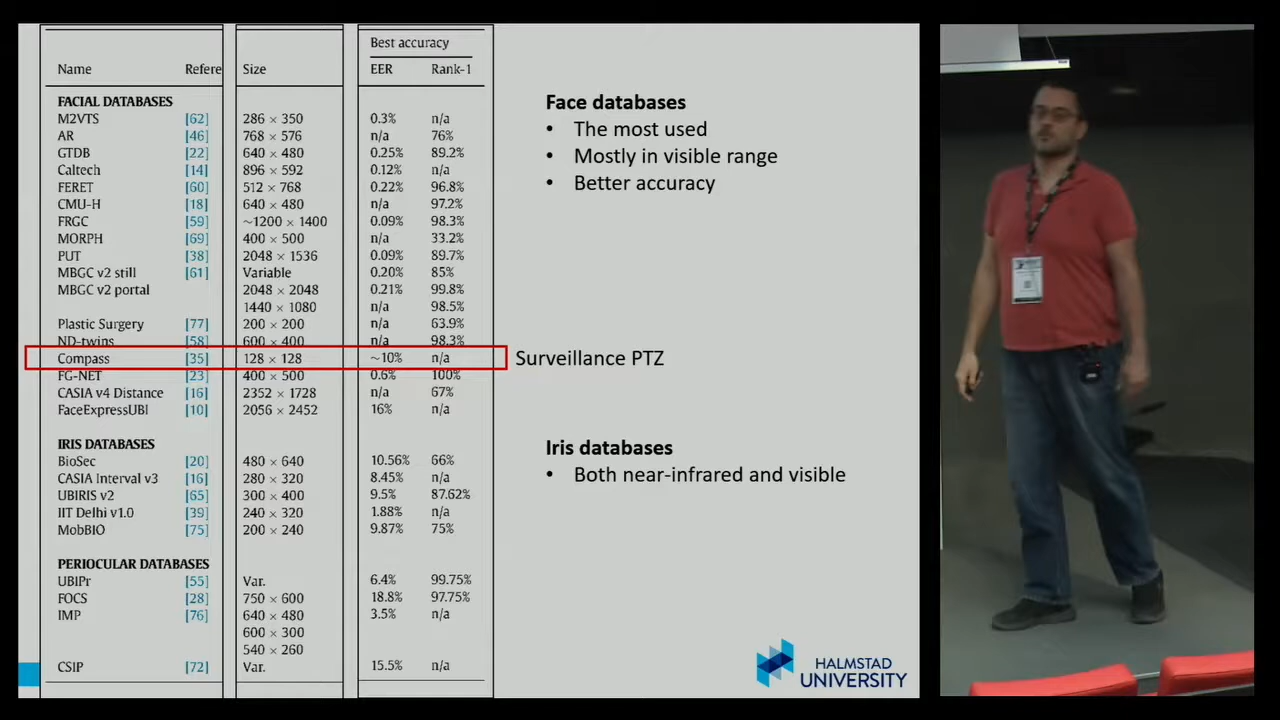 Best accuracy
Name Refere Size EER Rank-1
FACIAL DATABASES
M2VTS [62] 286 × 350 0.3% n/a
AR [46] 768 × 576 n/a 76%
GTDB [22] 640 × 480 0.25% 89.2%
Caltech [14] 896 × 592 0.12% n/a
FERET [60] 512 × 768 0.22% 96.8%
CMU-H [18] 640 × 480 n/a 97.2%
FRGC [59] ~1200 × 1400 0.09% 98.3%
MORPH [69] 400 × 500 n/a 33.2%
PUT [38] 2048 × 1536 0.09% 89.7%
MBGC v2 still [61] Variable 0.20% 85%
MBGC v2 portal 2048 × 2048 0.21% 99.8%
1440 × 1080 n/a 98.5%
Plastic Surgery [77] 200 × 200 n/a 63.9%
ND-twins [58] 600 × 400 n/a 98.3%
Compass [35] 128 × 128 ~10% n/a
FG-NET [23] 400 × 500 0.6% 100%
CASIA v4 Distance [16] 2352 × 1728 n/a 67%
FaceExpressUBI [10] 2056 × 2452 16% n/a
IRIS DATABASES
BioSec [20] 480 × 640 10.56% 66%
CASIA Interval v3 [16] 280 × 320 8.45% n/a
UBIRIS v2 [65] 300 × 400 9.5% 87.62%
IIT Delhi v1.0 [39] 240 × 320 1.88% n/a
MobBIO [75] 200 × 240 9.87% 75%
PERIOCULAR DATABASES
UBIPr [55] Var. 6.4% 99.75%
FOCS [28] 750 × 600 18.8% 97.75%
IMP [76] 640 × 480 3.5% n/a
600 × 300
540 × 260
CSIP [72] Var. 15.5% n/a
Face databases
• The most used
• Mostly in visible range
• Better accuracy
Surveillance PTZ
Iris databases
• Both near-infrared and visible
HALMSTAD
UNIVERSITY